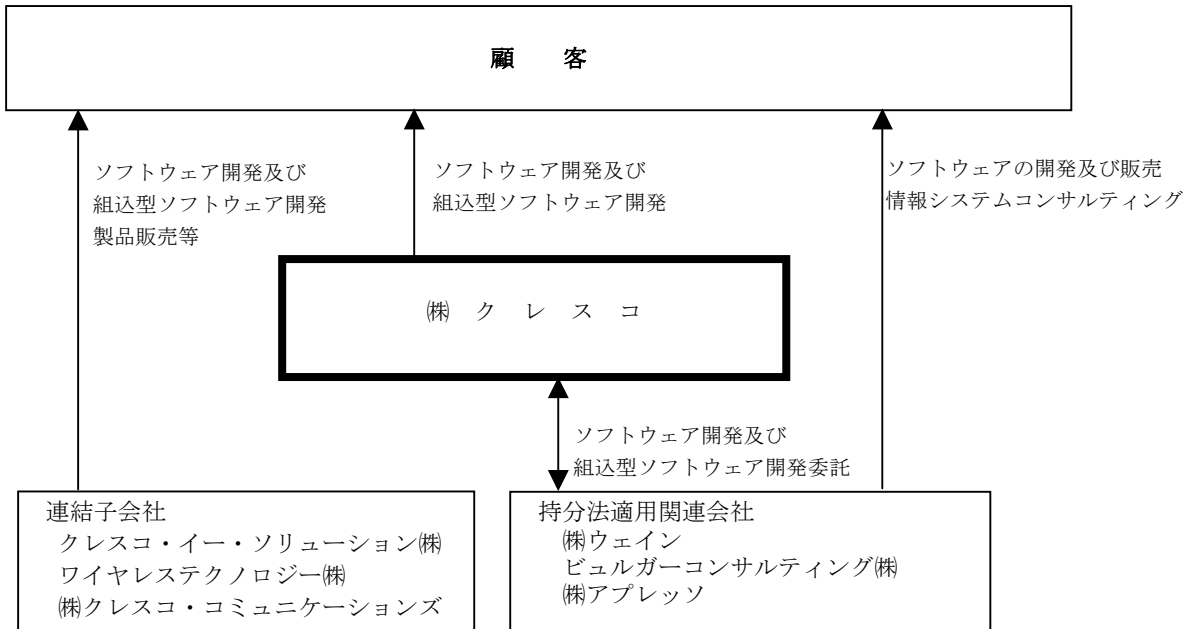 顧　客
ソフトウェア開発及び
組込型ソフトウェア開発
製品販売等
ソフトウェア開発及び
組込型ソフトウェア開発
ソフトウェアの開発及び販売
情報システムコンサルティング
㈱　ク　レ　ス　コ
ソフトウェア開発及び
組込型ソフトウェア開発委託
連結子会社
クレスコ・イー・ソリューション㈱
ワイヤレステクノロジー㈱
㈱クレスコ・コミュニケーションズ
持分法適用関連会社
㈱ウェイン
ビュルガーコンサルティング㈱
㈱アプレッソ